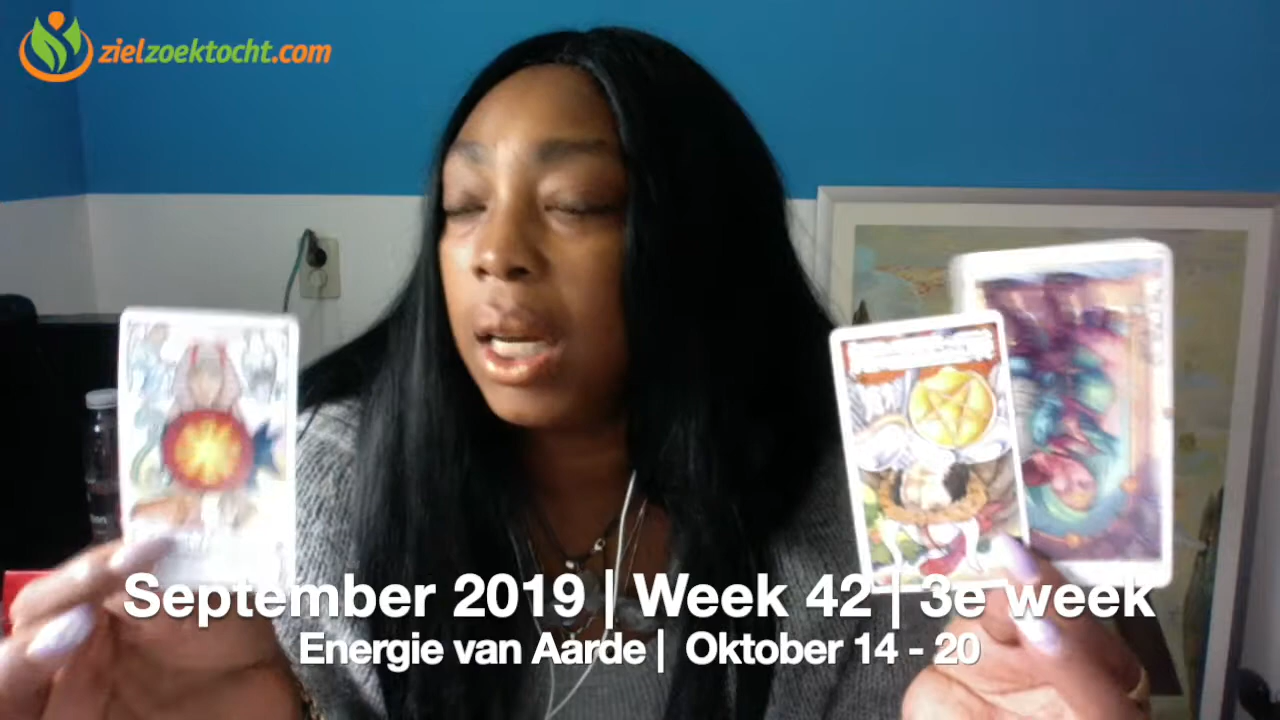 zielzoektocht.com
September 2019 | Week 42 | 3e week
Energie van Aarde | Oktober 14 - 20